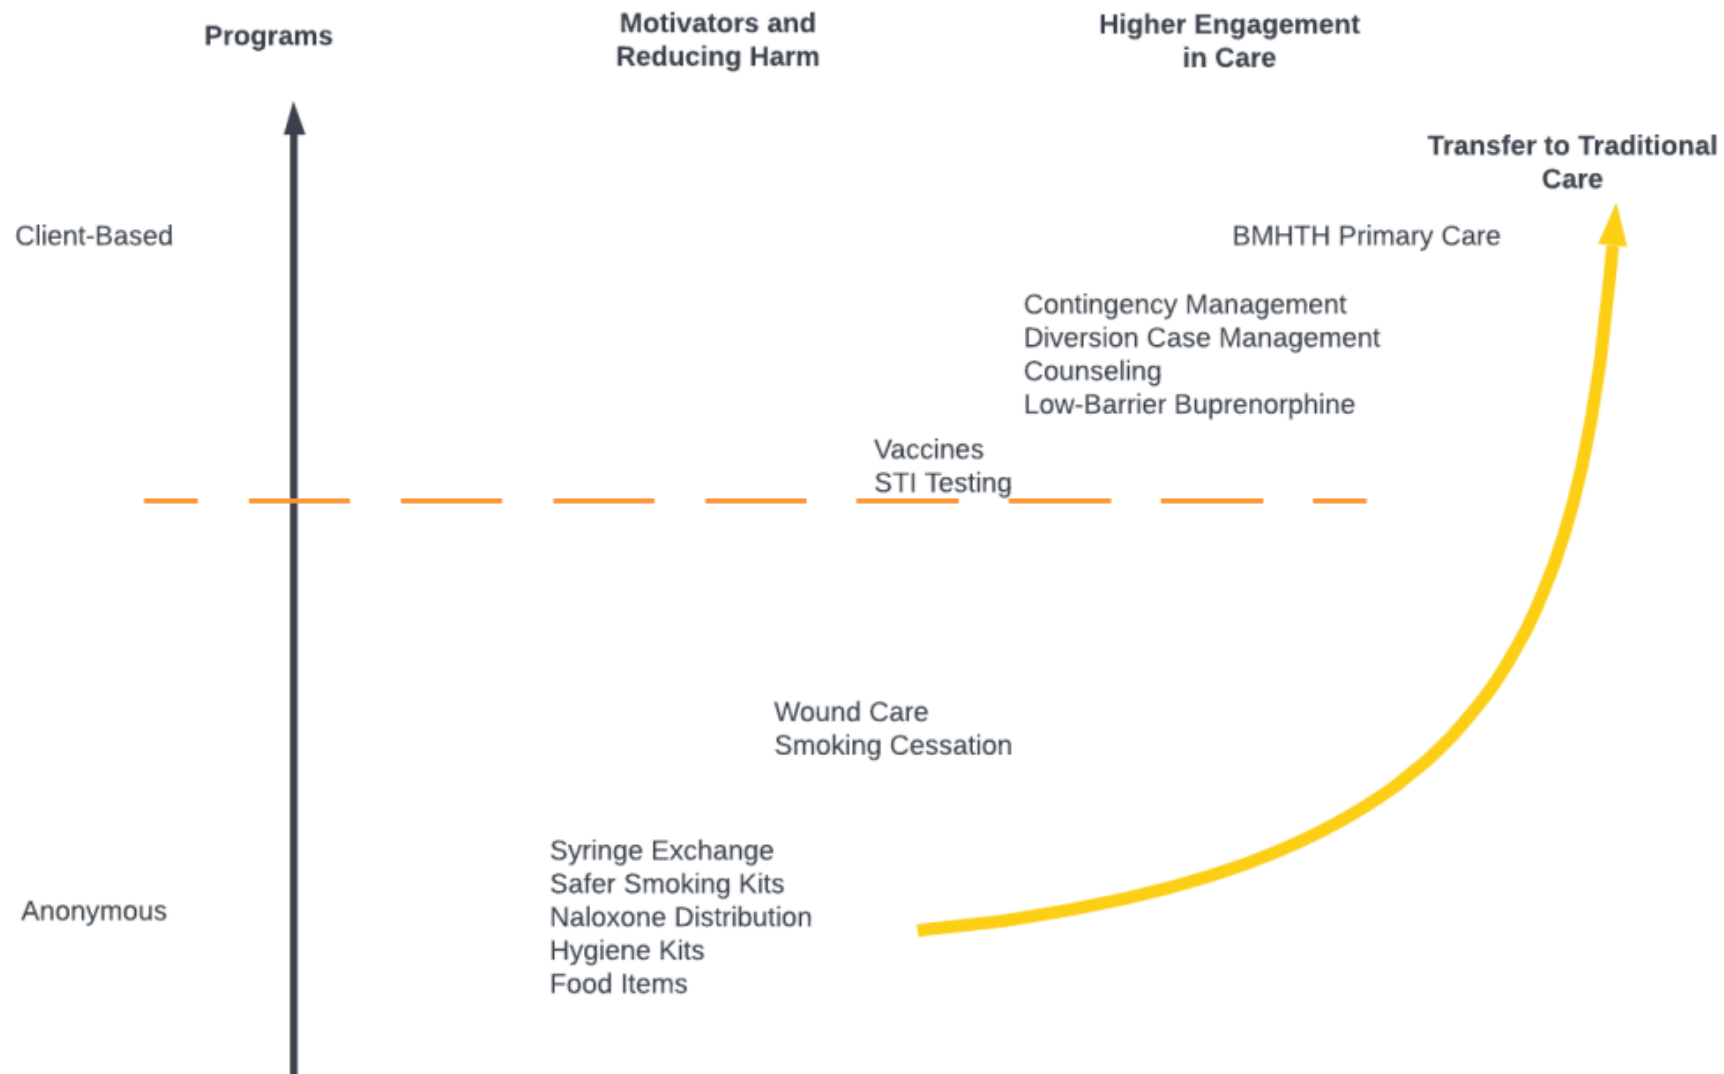 Programs
Motivators and
Reducing Harm
Higher Engagement
in Care
Transfer to Traditional
Care
Client-Based
BMHTH Primary Care
Contingency Management
Diversion Case Management
Counseling
Low-Barrier Buprenorphine
Vaccines
STI Testing
Wound Care
Smoking Cessation
Anonymous
Syringe Exchange
Safer Smoking Kits
Naloxone Distribution
Hygiene Kits
Food Items